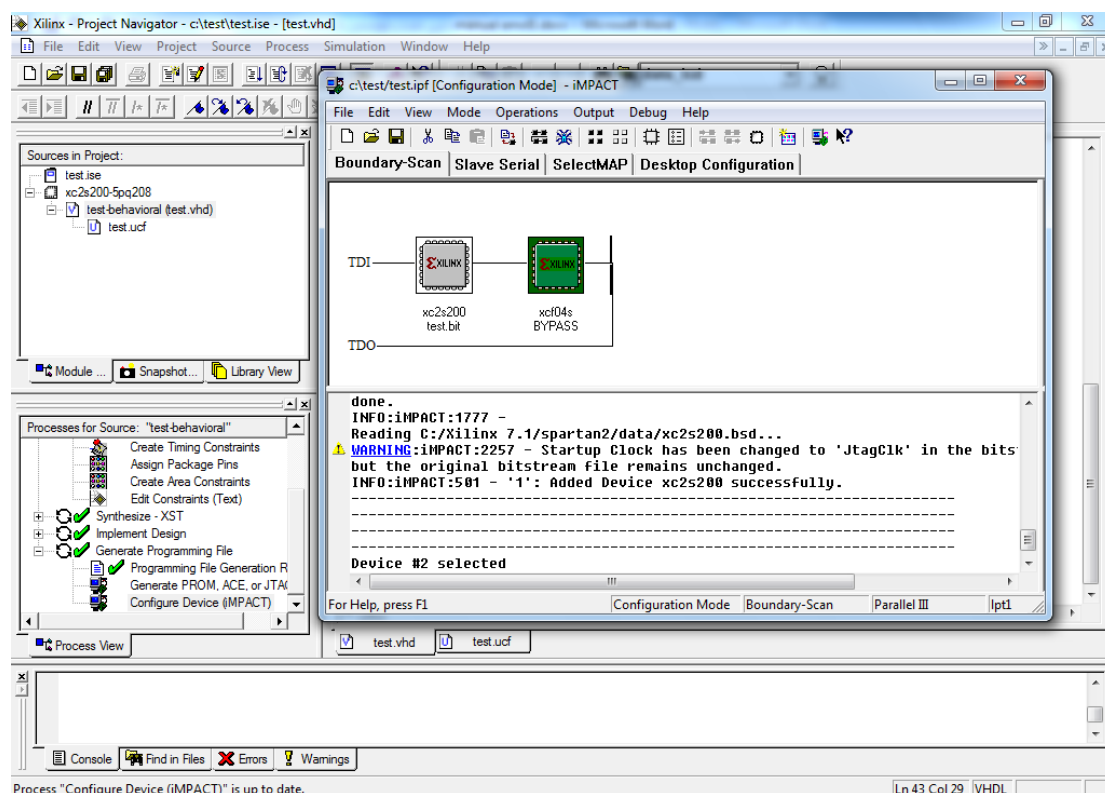 Xilinx - Project Navigator - c:\test\test.ise - [test.vhd]
File Edit View Project Source Process Simulation Window Help
Sources in Project:
test.ise
xc2s200-5pq208
test-behavioral (test.vhd)
test.ucf
Module ... Snapshot... Library View
Processes for Source: "test-behavioral"
Create Timing Constraints
Assign Package Pins
Create Area Constraints
Edit Constraints (Text)
Synthesize - XST
Implement Design
Generate Programming File
Programming File Generation R
Generate PROM, ACE, or JTA
Configure Device (iMPACT)
Process View
c:\test/test.ipf [Configuration Mode] - iMPACT
File Edit View Mode Operations Output Debug Help
Boundary-Scan Slave Serial SelectMAP Desktop Configuration
TDI
XILINX XILINX
xc2s200 xcf04s
test.bit BYPASS
TDO
done.
INFO:iMPACT:1777 -
Reading C:/Xilinx 7.1/spartan2/data/xc2s200.bsd...
WARNING:iMPACT:2257 - Startup Clock has been changed to 'JtagClk' in the bits
but the original bitstream file remains unchanged.
INFO:iMPACT:501 - '1': Added Device xc2s200 successfully.
----------------------------------------------------------------------
----------------------------------------------------------------------
----------------------------------------------------------------------
----------------------------------------------------------------------
Device #2 selected
For Help, press F1 Configuration Mode Boundary-Scan Parallel III lpt1
test.vhd test.ucf
Console Find in Files Errors Warnings
Process "Configure Device (iMPACT)" is up to date.
Ln 43 Col 29 VHDL